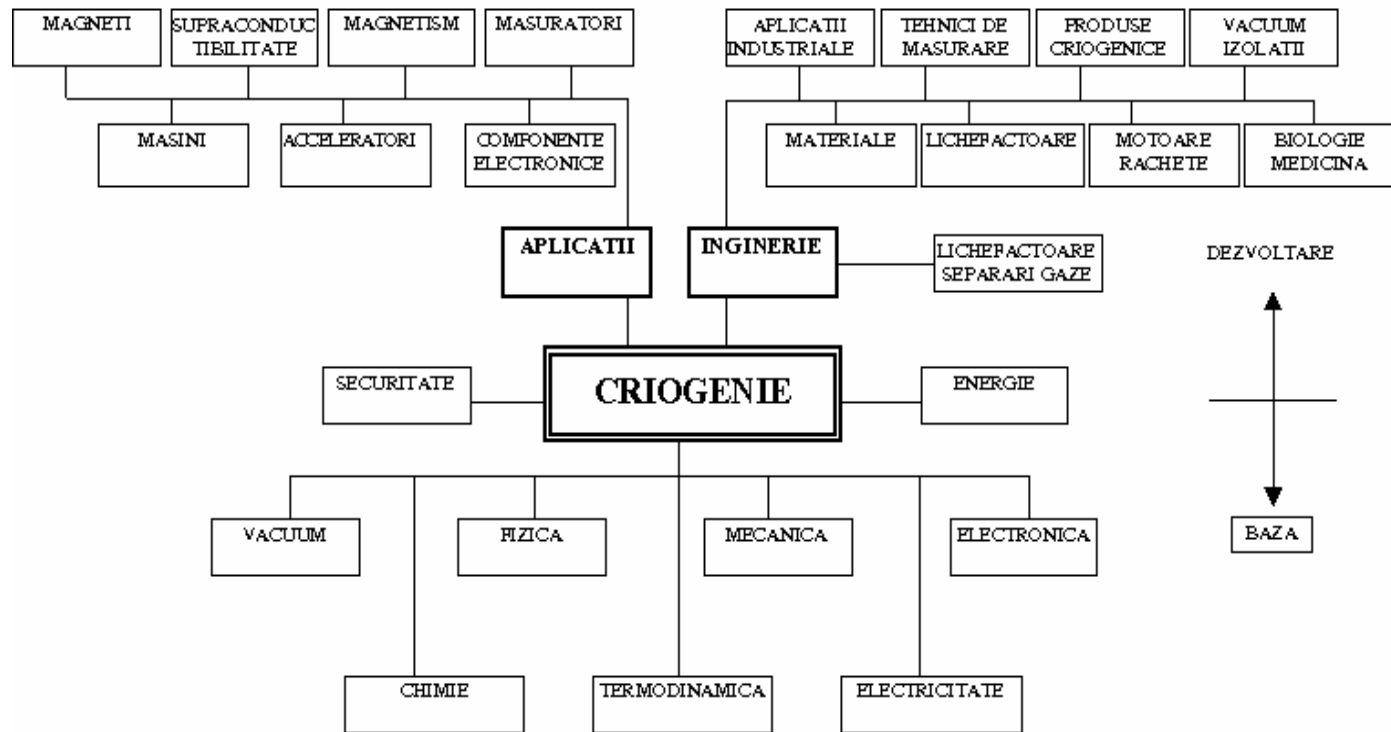 MAGNETI
SUPRACONDUC
TIBILITATE
MAGNETISM
MASURATORI
APLICATII
INDUSTRIALE
TEHNICI DE
MASURARE
PRODUSE
CRIOGENICE
VACUUM
IZOLATII
MASINI
ACCELERATORI
COMPONENTE
ELECTRONICE
MATERIALE
LICHEFACTOARE
MOTOARE
RACHETE
BIOLOGIE
MEDICINA
APLICATII
INGINERIE
LICHEFACTOARE
SEPARARI GAZE
DEZVOLTARE
SECURITATE
CRIOGENIE
ENERGIE
VACUUM
FIZICA
MECANICA
ELECTRONICA
BAZA
CHIMIE
TERMODINAMICA
ELECTRICITATE